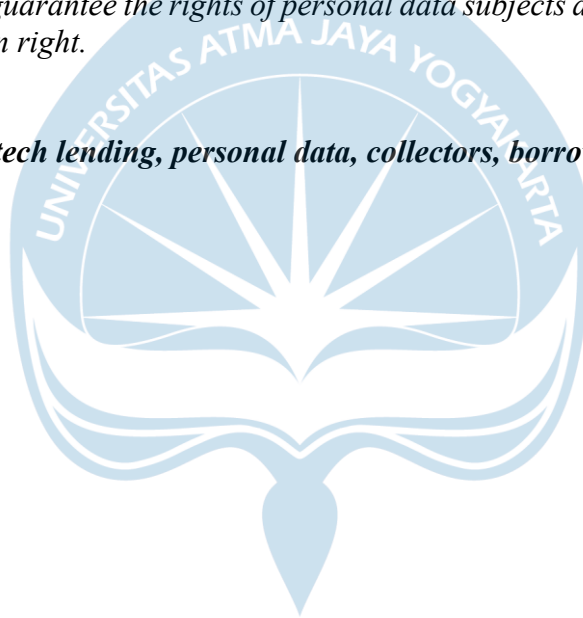 guarantee the rights of personal data subjects a
n right.
UNIVERSITAS ATMA JAYA YOGYAKARTA
tech lending, personal data, collectors, borro